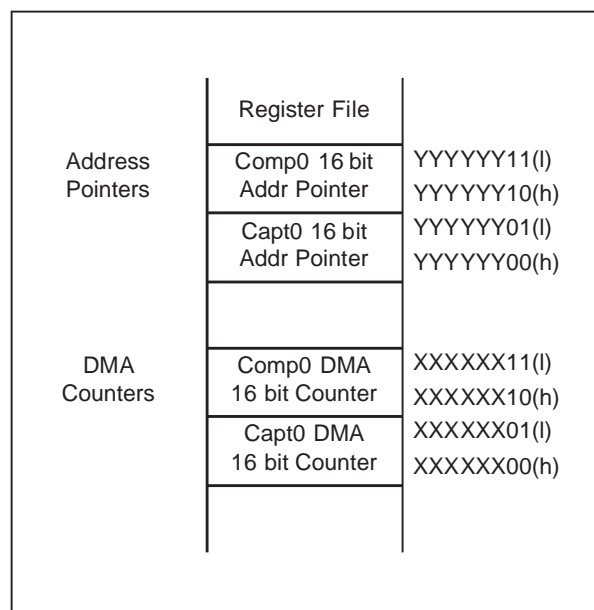 Register File
Address
Pointers
Comp0 16 bit
Addr Pointer
YYYYYY11(l)
YYYYYY10(h)
Capt0 16 bit
Addr Pointer
YYYYYY01(l)
YYYYYY00(h)
DMA
Counters
Comp0 DMA
16 bit Counter
XXXXXX11(l)
XXXXXX10(h)
Capt0 DMA
16 bit Counter
XXXXXX01(l)
XXXXXX00(h)